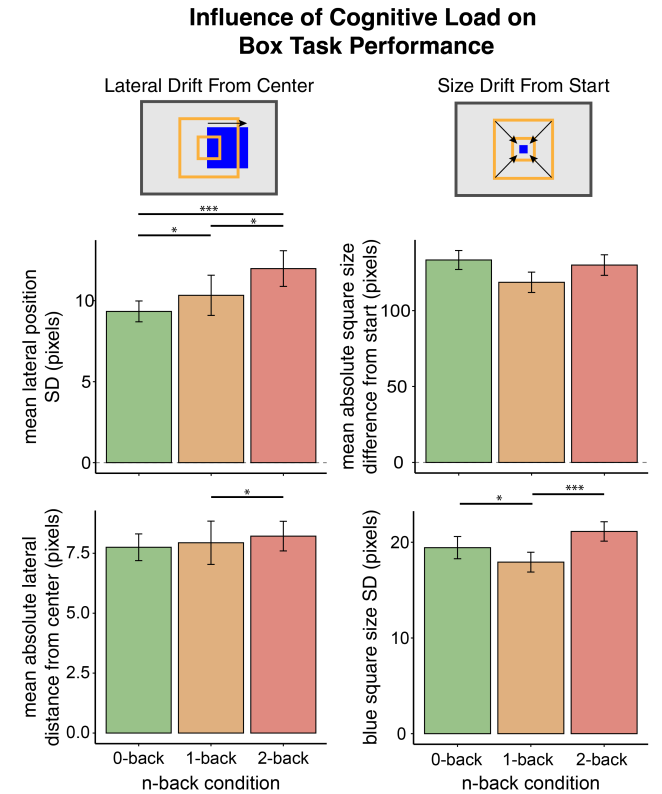 Influence of Cognitive Load on
Box Task Performance
Lateral Drift From Center
Size Drift From Start
***
*
*
mean lateral position
SD (pixels)
10
5
0
mean absolute square size
difference from start (pixels)
100
50
0
*
mean absolute lateral
distance from center (pixels)
7.5
5.0
2.5
0.0
0-back
1-back
2-back
n-back condition
*
***
blue square size SD (pixels)
20
10
0
0-back
1-back
2-back
n-back condition